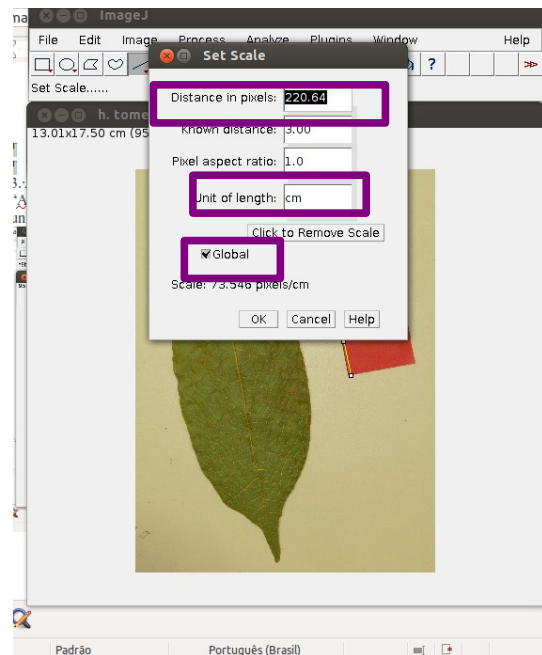 ImageJ
File Edit Image Process Analyze Plugins Window Help
?
>>
Set Scale......
Set Scale
h. tome
13.01x17.50 cm (95
Distance in pixels: 220.64
Known distance: 3.00
Pixel aspect ratio: 1.0
Unit of length: cm
Click to Remove Scale
Global
Scale: 73.546 pixels/cm
OK Cancel Help
Padrão Português (Brasil)